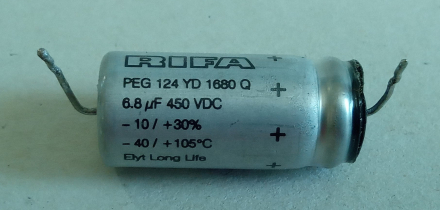 RIFA
PEG 124 YD 1680 Q
6.8 µF 450 VDC
– 10 / +30%
– 40 / +105°C
Elyt Long Life
+
+
+
+